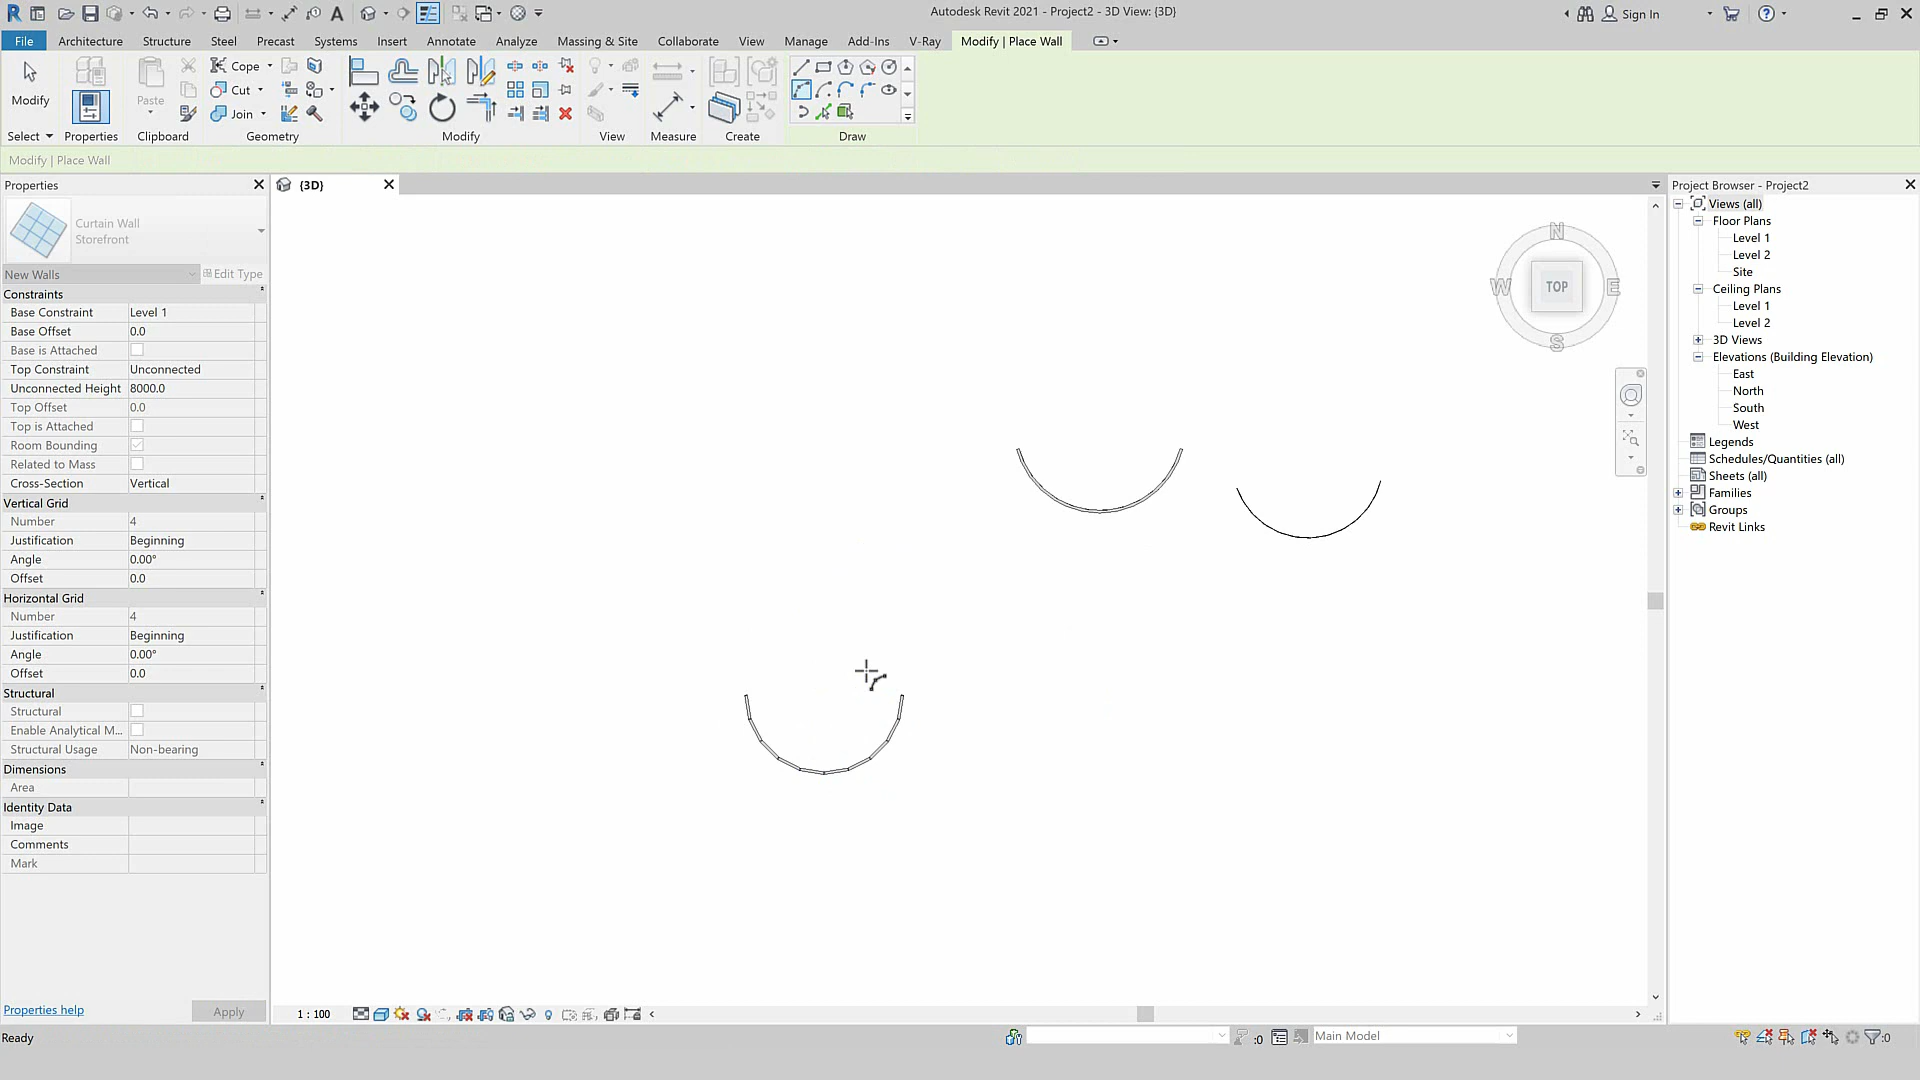 Autodesk Revit 2021 - Project2 - 3D View: {3D}
Sign In
File Architecture Structure Steel Precast Systems Insert Annotate Analyze Massing & Site Collaborate View Manage Add-Ins V-Ray Modify | Place Wall
Modify
Paste
Cope
Cut
Join
Select Properties Clipboard Geometry Modify View Measure Create Draw
Modify | Place Wall
Properties
{3D}
Project Browser - Project2
Curtain Wall
Storefront
New Walls
Edit Type
Constraints
Base Constraint Level 1
Base Offset 0.0
Base is Attached
Top Constraint Unconnected
Unconnected Height 8000.0
Top Offset 0.0
Top is Attached
Room Bounding
Related to Mass
Cross-Section Vertical
Vertical Grid
Number 4
Justification Beginning
Angle 0.00°
Offset 0.0
Horizontal Grid
Number 4
Justification Beginning
Angle 0.00°
Offset 0.0
Structural
Structural
Enable Analytical M...
Structural Usage Non-bearing
Dimensions
Area
Identity Data
Image
Comments
Mark
Properties help
Apply
N
W
TOP
E
S
Views (all)
Floor Plans
Level 1
Level 2
Site
Ceiling Plans
Level 1
Level 2
3D Views
Elevations (Building Elevation)
East
North
South
West
Legends
Schedules/Quantities (all)
Sheets (all)
Families
Groups
Revit Links
1 : 100
Ready
:0
Main Model
:0